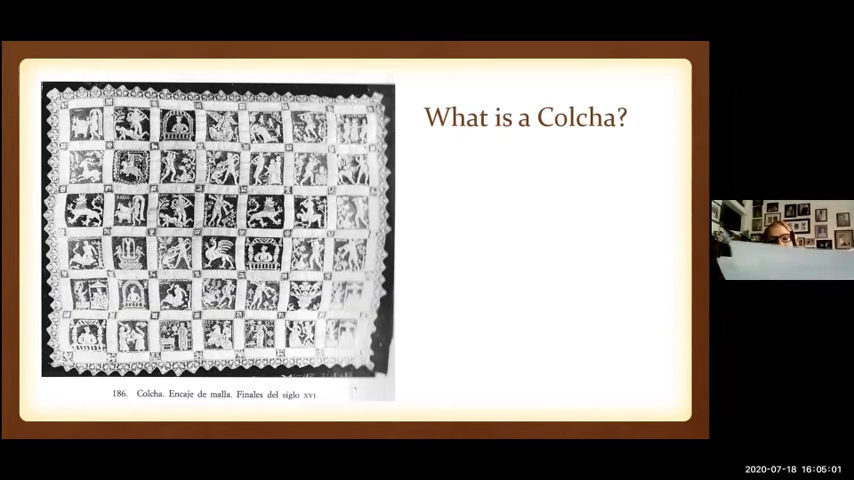 What is a Colcha?
186. Colcha. Encaje de malla. Finales del siglo XVI.
2020-07-18 16:05:01